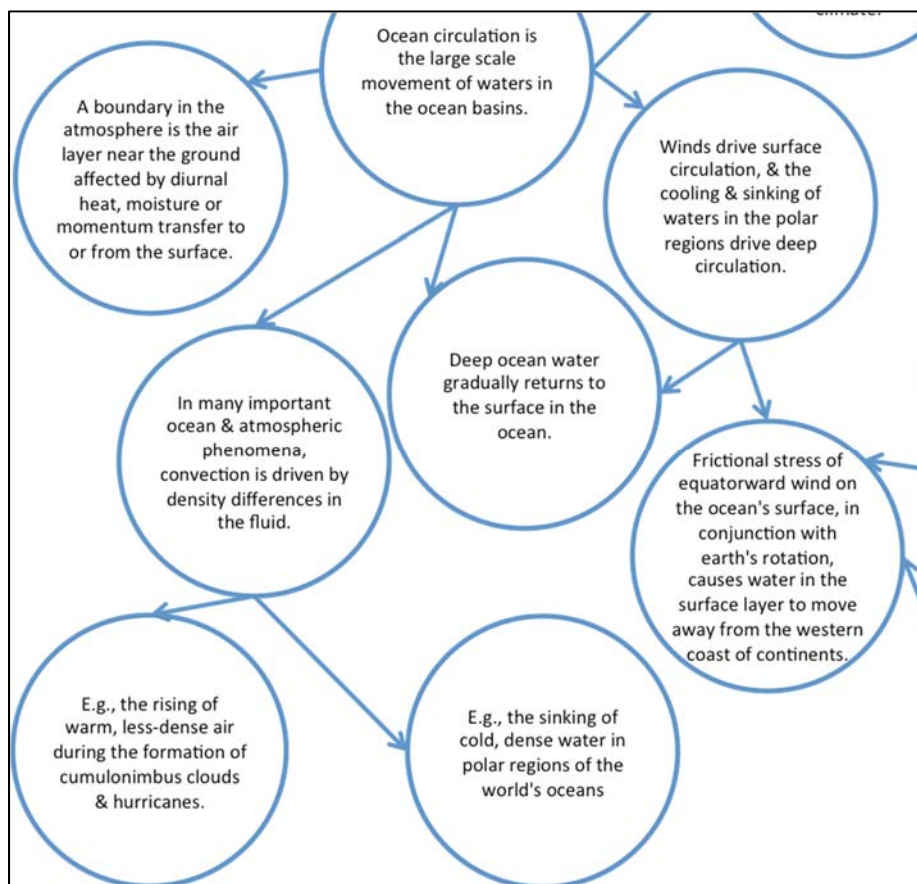 Ocean circulation is
the large scale
movement of waters in
the ocean basins.
A boundary in the
atmosphere is the air
layer near the ground
affected by diurnal
heat, moisture or
momentum transfer to
or from the surface.
Winds drive surface
circulation, & the
cooling & sinking of
waters in the polar
regions drive deep
circulation.
Deep ocean water
gradually returns to
the surface in the
ocean.
In many important
ocean & atmospheric
phenomena,
convection is driven by
density differences in
the fluid.
Frictional stress of
equatorward wind on
the ocean's surface, in
conjunction with
earth's rotation,
causes water in the
surface layer to move
away from the western
coast of continents.
E.g., the rising of
warm, less-dense air
during the formation of
cumulonimbus clouds
& hurricanes.
E.g., the sinking of
cold, dense water in
polar regions of the
world's oceans